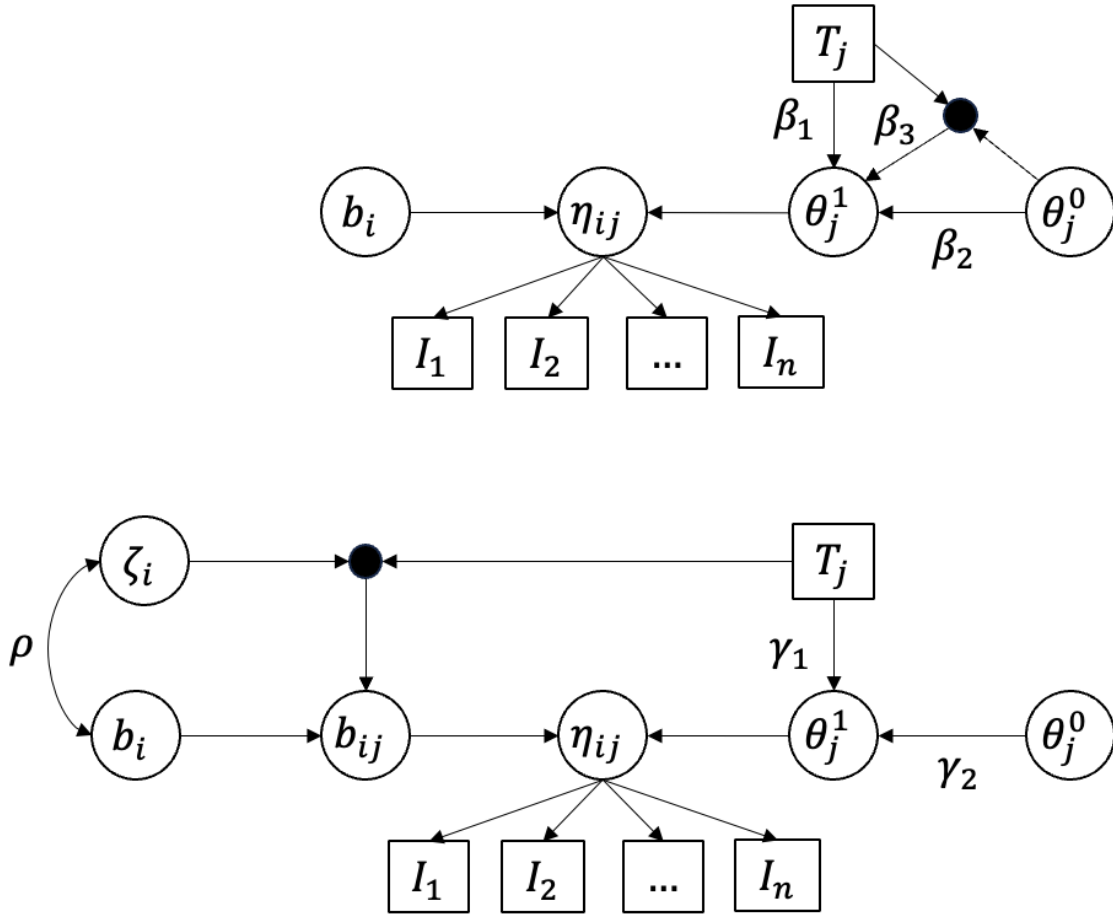 T_j
β_1
β_3
b_i
η_ij
θ_j^1
θ_j^0
β_2
I_1
I_2
...
I_n
ζ_i
T_j
ρ
γ_1
b_i
b_ij
η_ij
θ_j^1
θ_j^0
γ_2
I_1
I_2
...
I_n